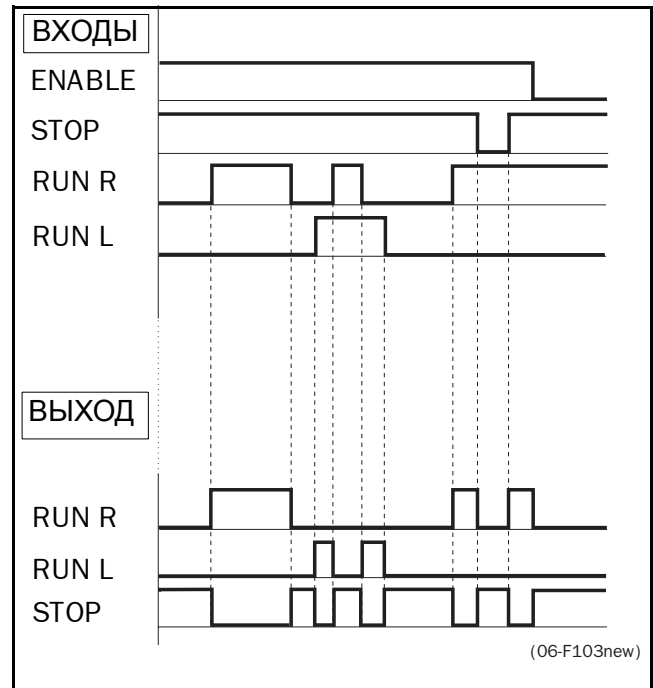 ВХОДЫ
ENABLE
STOP
RUN R
RUN L
ВЫХОД
RUN R
RUN L
STOP
(06-F103new)